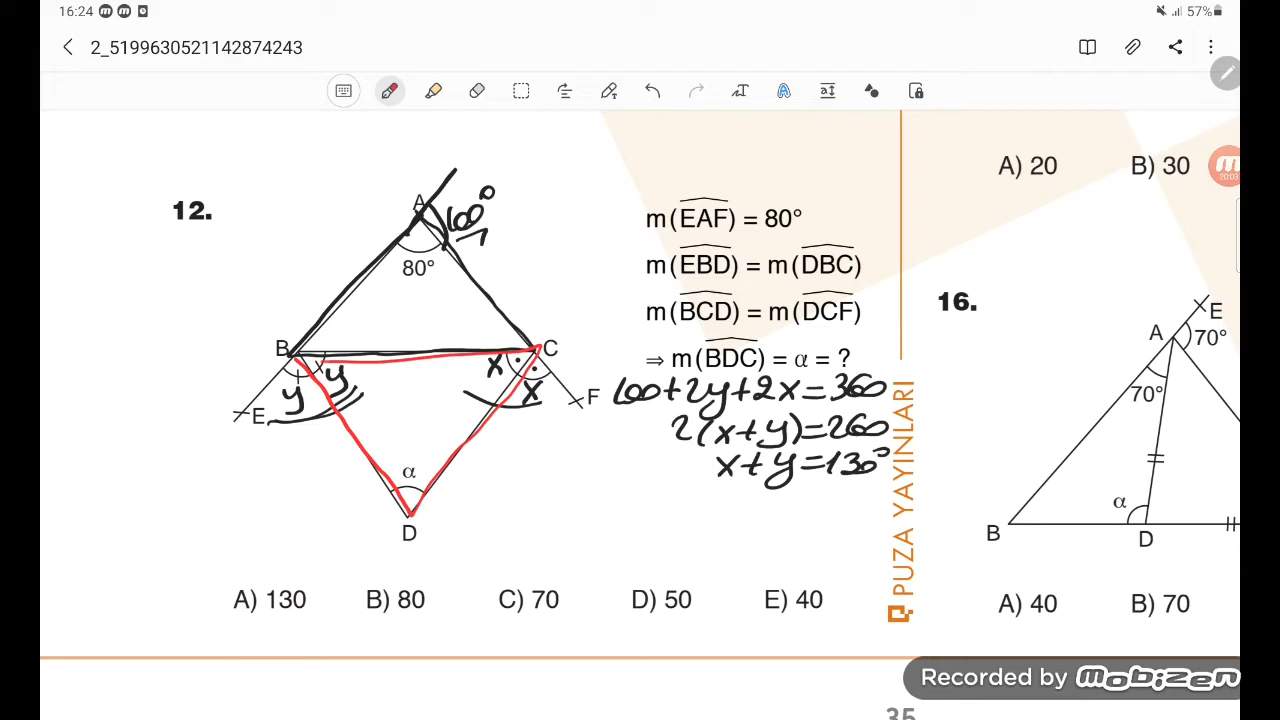 16:24
57%
2_5199630521142874243
12.
A
100°
80°
B
C
y
y
x
x
E
F
α
D
m(EAF) = 80°
m(EBD) = m(DBC)
m(BCD) = m(DCF)
⇒ m(BDC) = α = ?
100+2y+2x=360
2(x+y)=260
x+y=130°
A) 130 B) 80 C) 70 D) 50 E) 40
PUZA YAYINLARI
A) 20 B) 30
20:03
16.
E
A
70°
70°
α
B
D
A) 40 B) 70
Recorded by mobizen
35